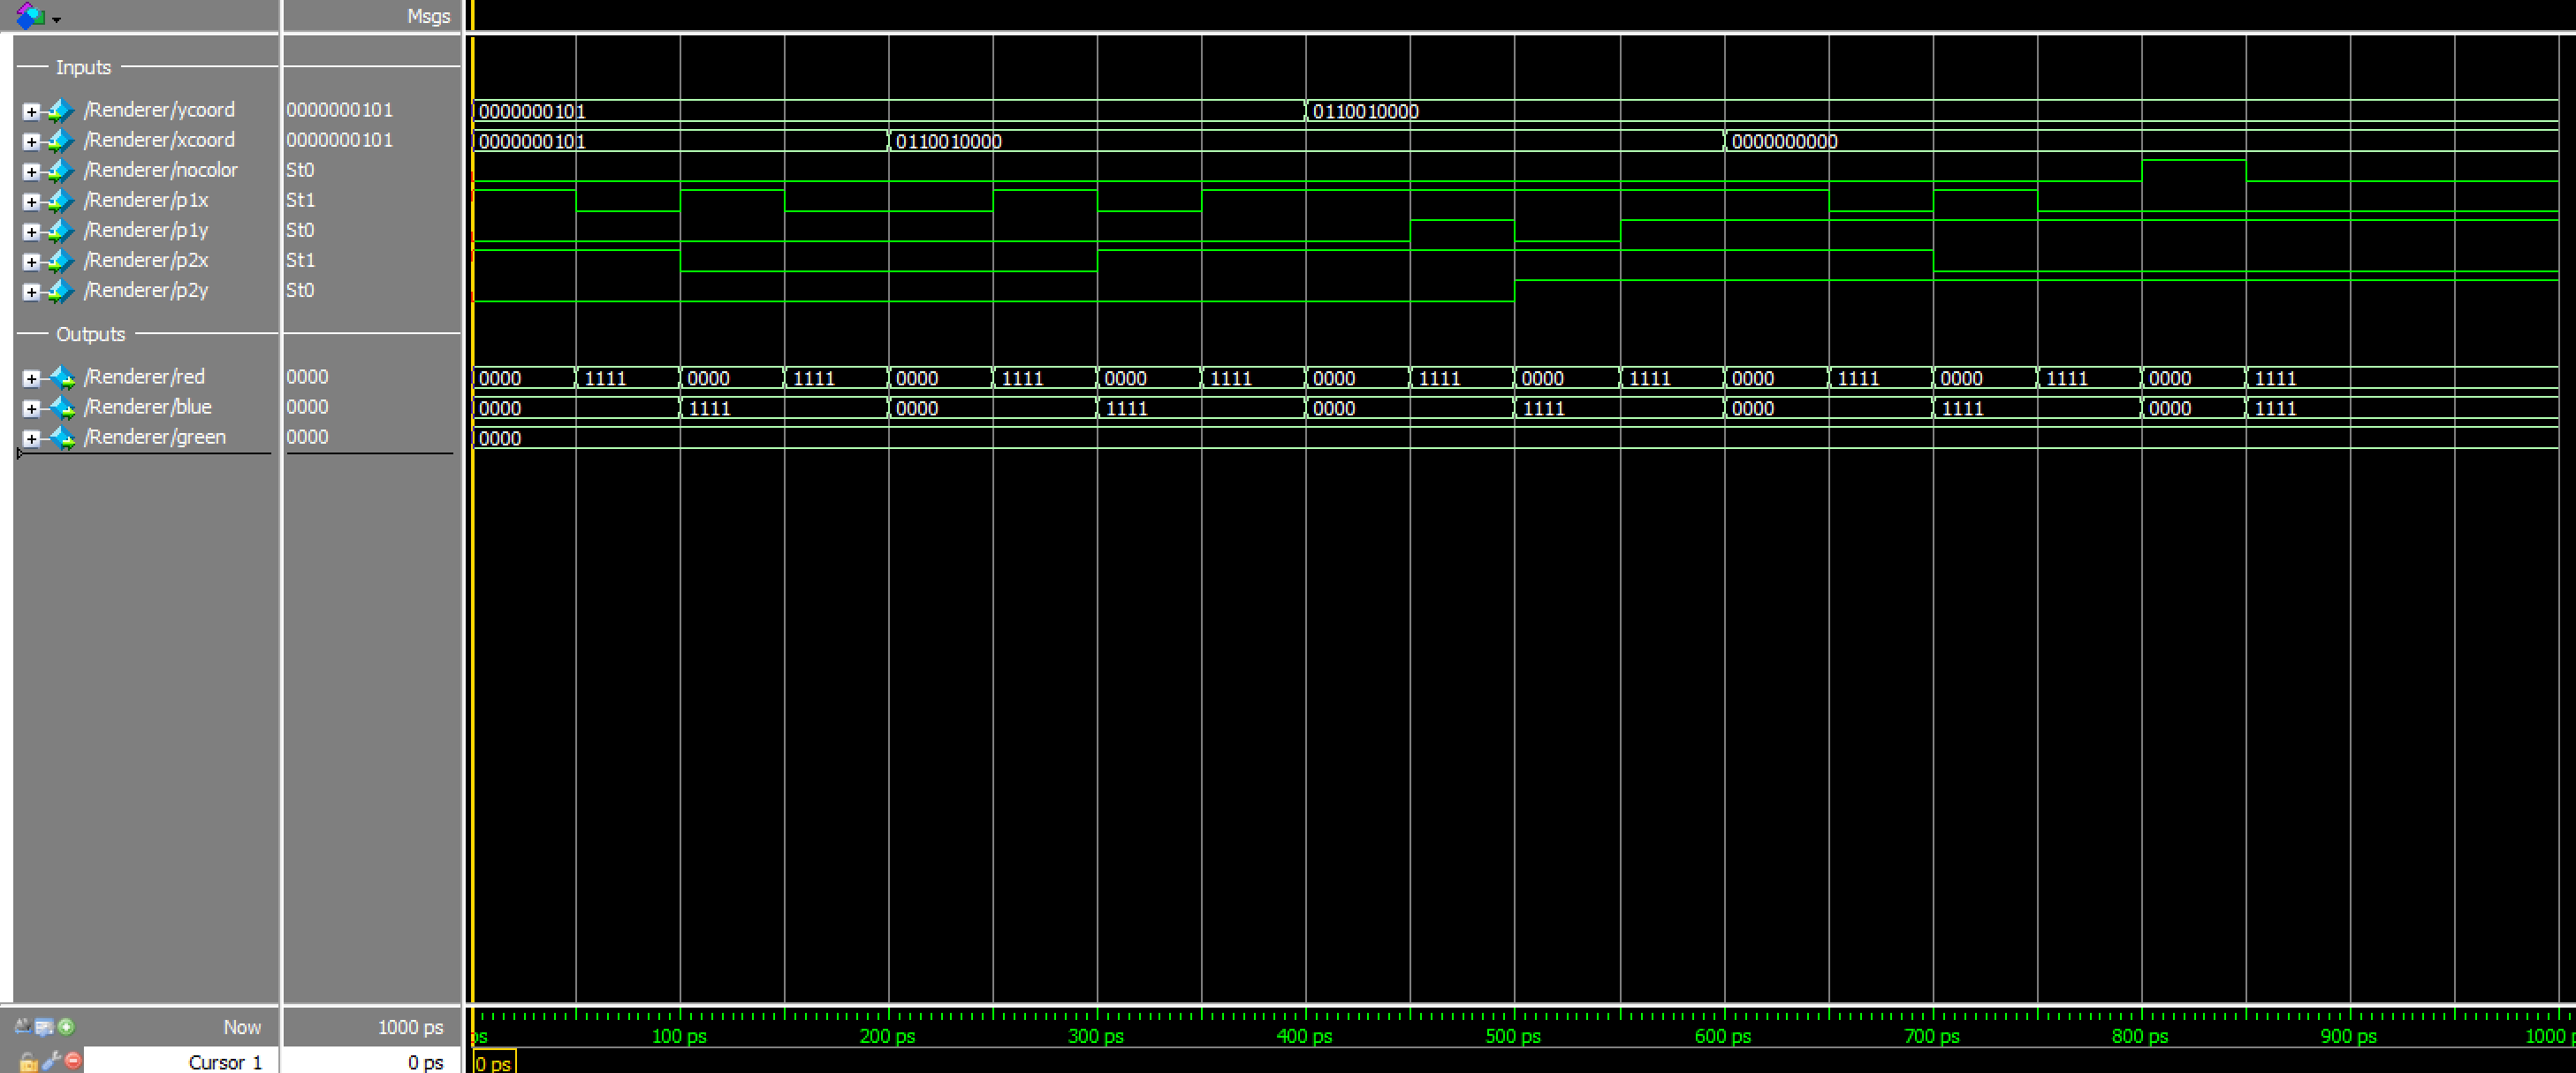 Msgs
Inputs
/Renderer/ycoord 0000000101 0000000101 0110010000
/Renderer/xcoord 0000000101 0000000101 0110010000 0000000000
/Renderer/nocolor St0
/Renderer/p1x St1
/Renderer/p1y St0
/Renderer/p2x St1
/Renderer/p2y St0
Outputs
/Renderer/red 0000 0000 1111 0000 1111 0000 1111 0000 1111 0000 1111 0000 1111 0000 1111 0000 1111 0000 1111
/Renderer/blue 0000 0000 1111 0000 1111 0000 1111 0000 1111 0000 1111
/Renderer/green 0000 0000
Now 1000 ps ps 100 ps 200 ps 300 ps 400 ps 500 ps 600 ps 700 ps 800 ps 900 ps 1000 p
Cursor 1 0 ps 0 ps